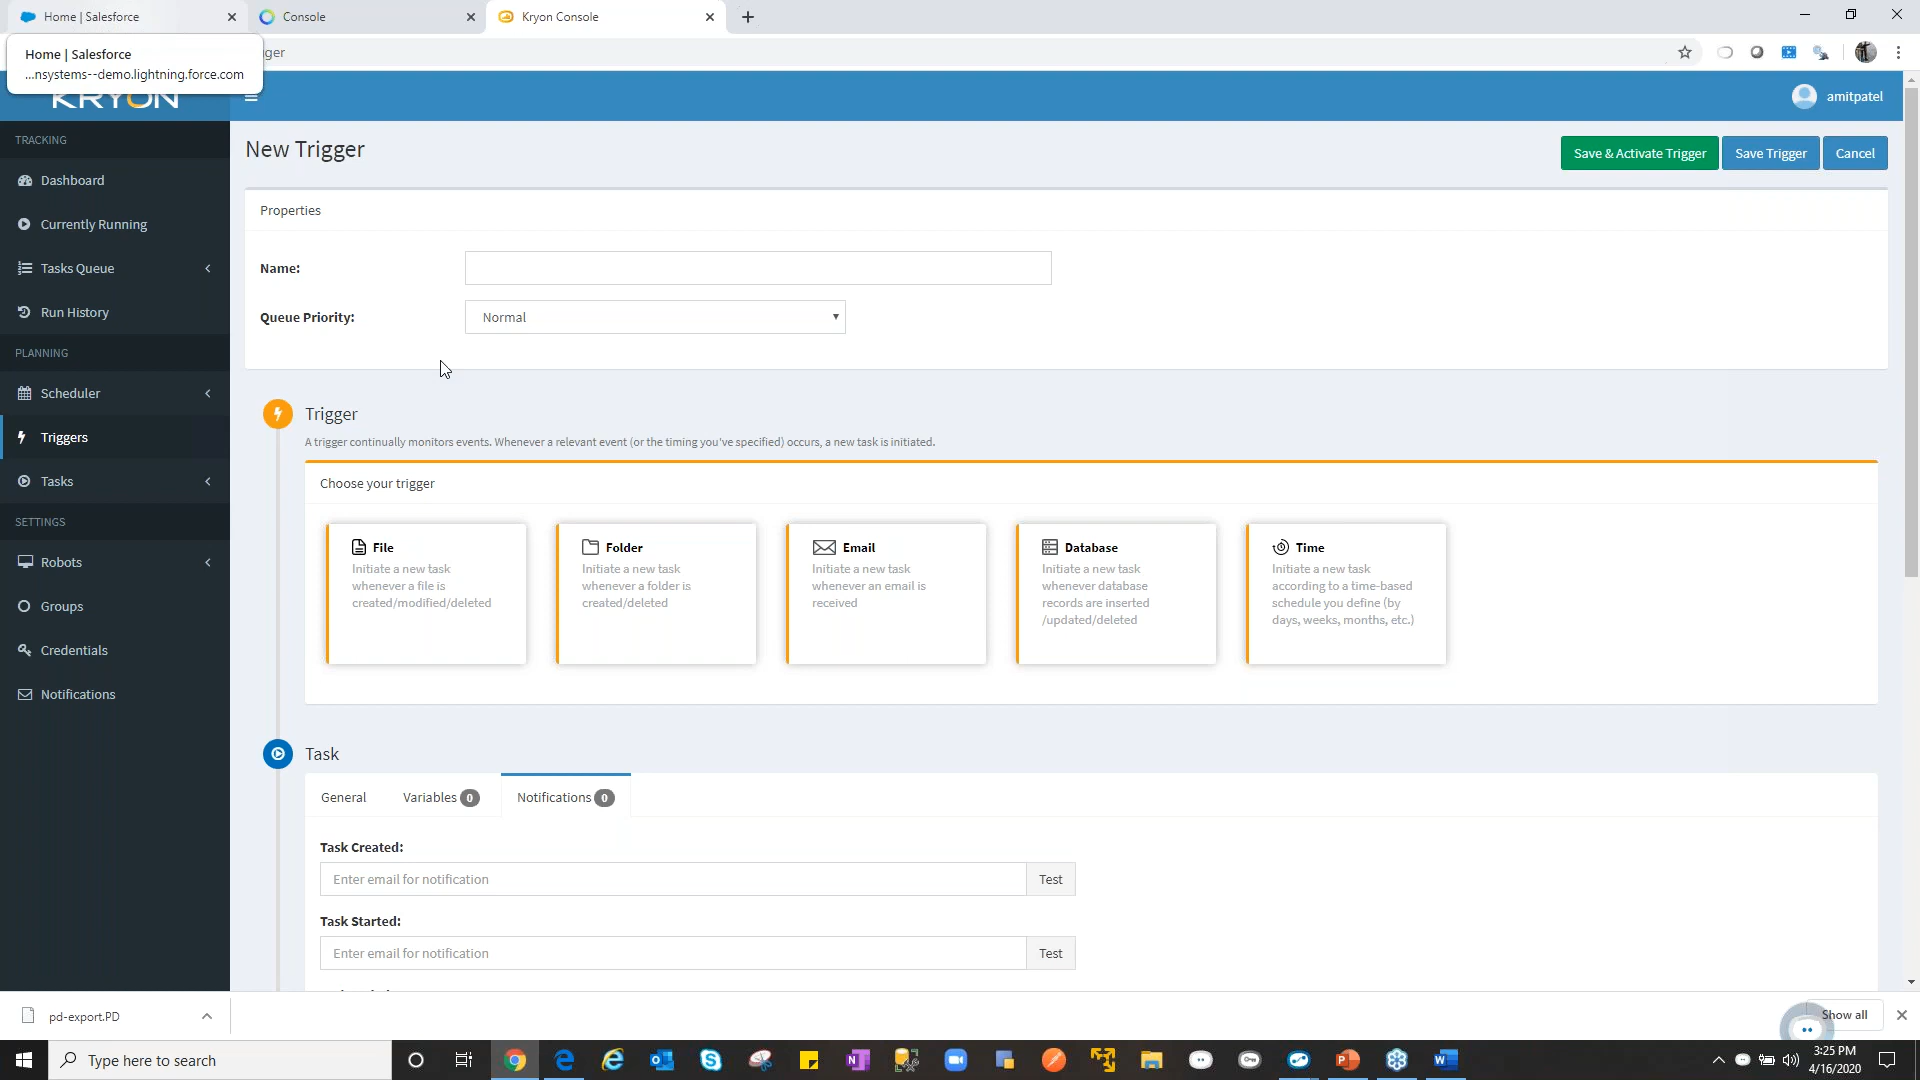 Home | Salesforce
Console
Kryon Console
Home | Salesforce
...nsystems--demo.lightning.force.com
ger
KRYON
amitpatel
TRACKING
Dashboard
Currently Running
Tasks Queue
Run History
PLANNING
Scheduler
Triggers
Tasks
SETTINGS
Robots
Groups
Credentials
Notifications
New Trigger
Save & Activate Trigger
Save Trigger
Cancel
Properties
Name:
Queue Priority:
Normal
Trigger
A trigger continually monitors events. Whenever a relevant event (or the timing you've specified) occurs, a new task is initiated.
Choose your trigger
File
Initiate a new task
whenever a file is
created/modified/deleted
Folder
Initiate a new task
whenever a folder is
created/deleted
Email
Initiate a new task
whenever an email is
received
Database
Initiate a new task
whenever database
records are inserted
/updated/deleted
Time
Initiate a new task
according to a time-based
schedule you define (by
days, weeks, months, etc.)
Task
General
Variables 0
Notifications 0
Task Created:
Enter email for notification
Test
Task Started:
Enter email for notification
Test
pd-export.PD
Show all
Type here to search
3:25 PM
4/16/2020